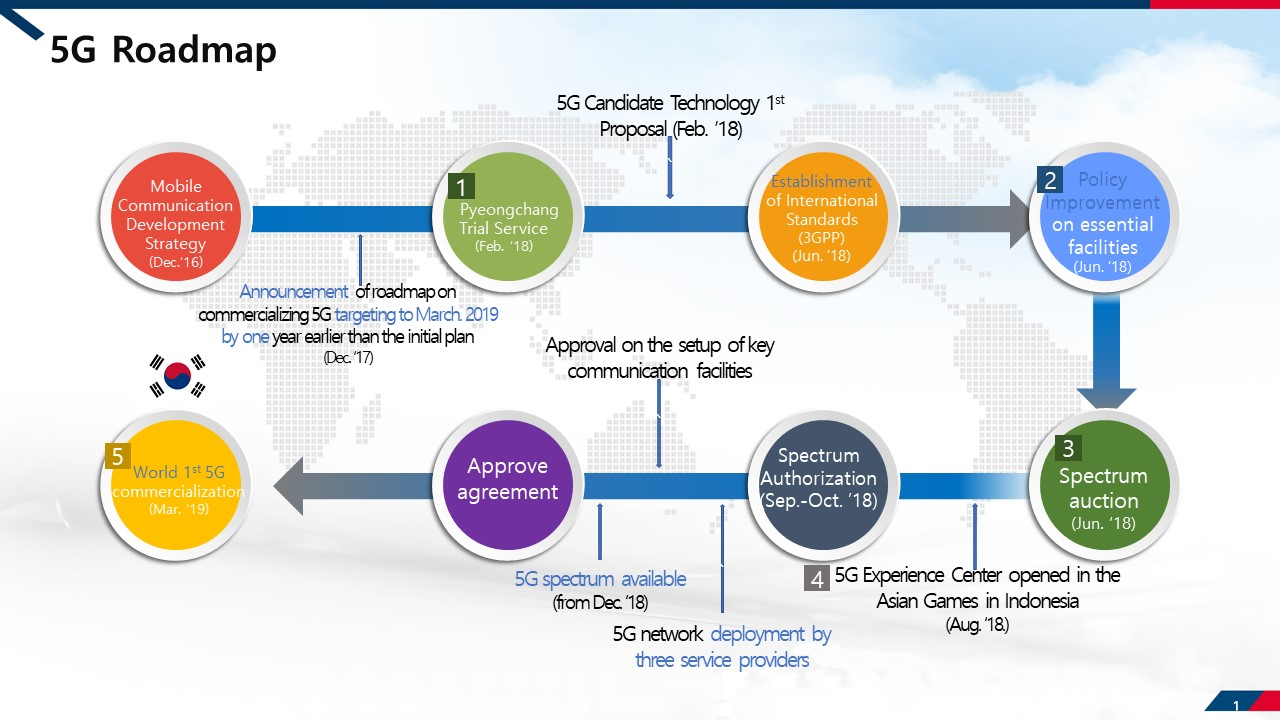 5G Roadmap
5G Candidate Technology 1st
Proposal (Feb. ’18)
Mobile
Communication
Development
Strategy
(Dec.’16)
1
Pyeongchang
Trial Service
(Feb. ’18)
Establishment
of International
Standards
(3GPP)
(Jun. ’18)
2
Policy
Improvement
on essential
facilities
(Jun. ’18)
Announcement of roadmap on
commercializing 5G targeting to March. 2019
by one year earlier than the initial plan
(Dec. ’17)
Approval on the setup of key
communication facilities
5
World 1st 5G
commercialization
(Mar. ’19)
Approve
agreement
Spectrum
Authorization
(Sep.-Oct. ’18)
3
Spectrum
auction
(Jun. ’18)
5G spectrum available
(from Dec. ’18)
4
5G Experience Center opened in the
Asian Games in Indonesia
(Aug. ’18.)
5G network deployment by
three service providers
1